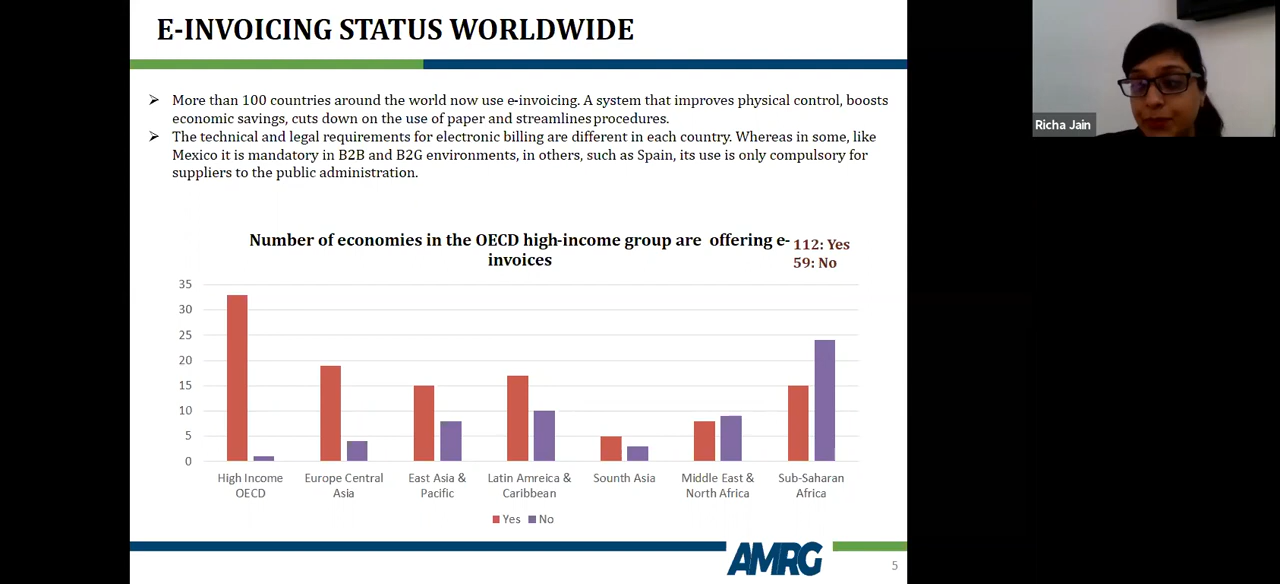 E-INVOICING STATUS WORLDWIDE
Richa Jain
➢ More than 100 countries around the world now use e-invoicing. A system that improves physical control, boosts
economic savings, cuts down on the use of paper and streamlines procedures.
➢ The technical and legal requirements for electronic billing are different in each country. Whereas in some, like
Mexico it is mandatory in B2B and B2G environments, in others, such as Spain, its use is only compulsory for
suppliers to the public administration.
Number of economies in the OECD high-income group are offering e-
invoices
112: Yes
59: No
35
30
25
20
15
10
5
0
High Income
OECD
Europe Central
Asia
East Asia &
Pacific
Latin Amreica &
Caribbean
Sounth Asia
Middle East &
North Africa
Sub-Saharan
Africa
Yes No
AMRG
5